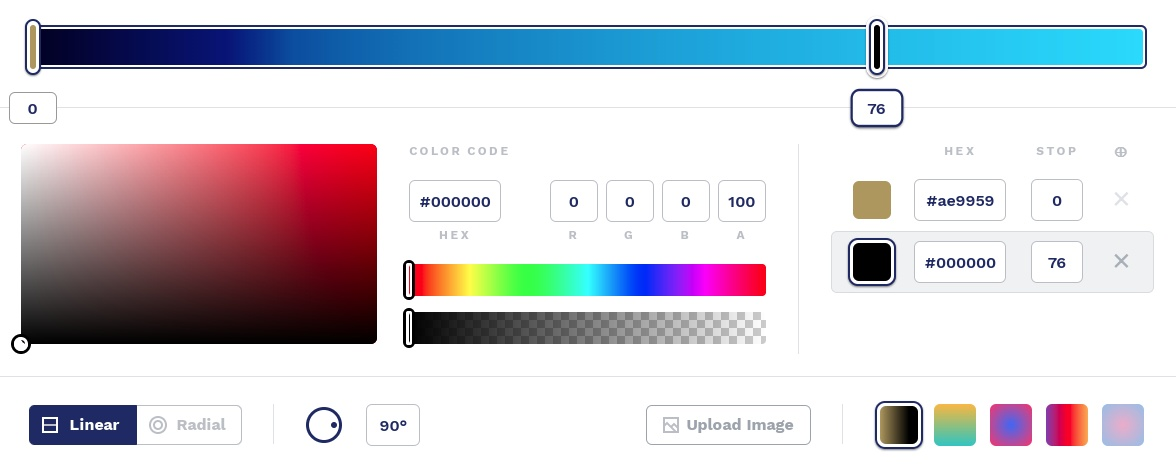 0 76
COLOR CODE HEX STOP
#000000 0 0 0 100 #ae9959 0
HEX R G B A
#000000 76
Linear Radial 90° Upload Image